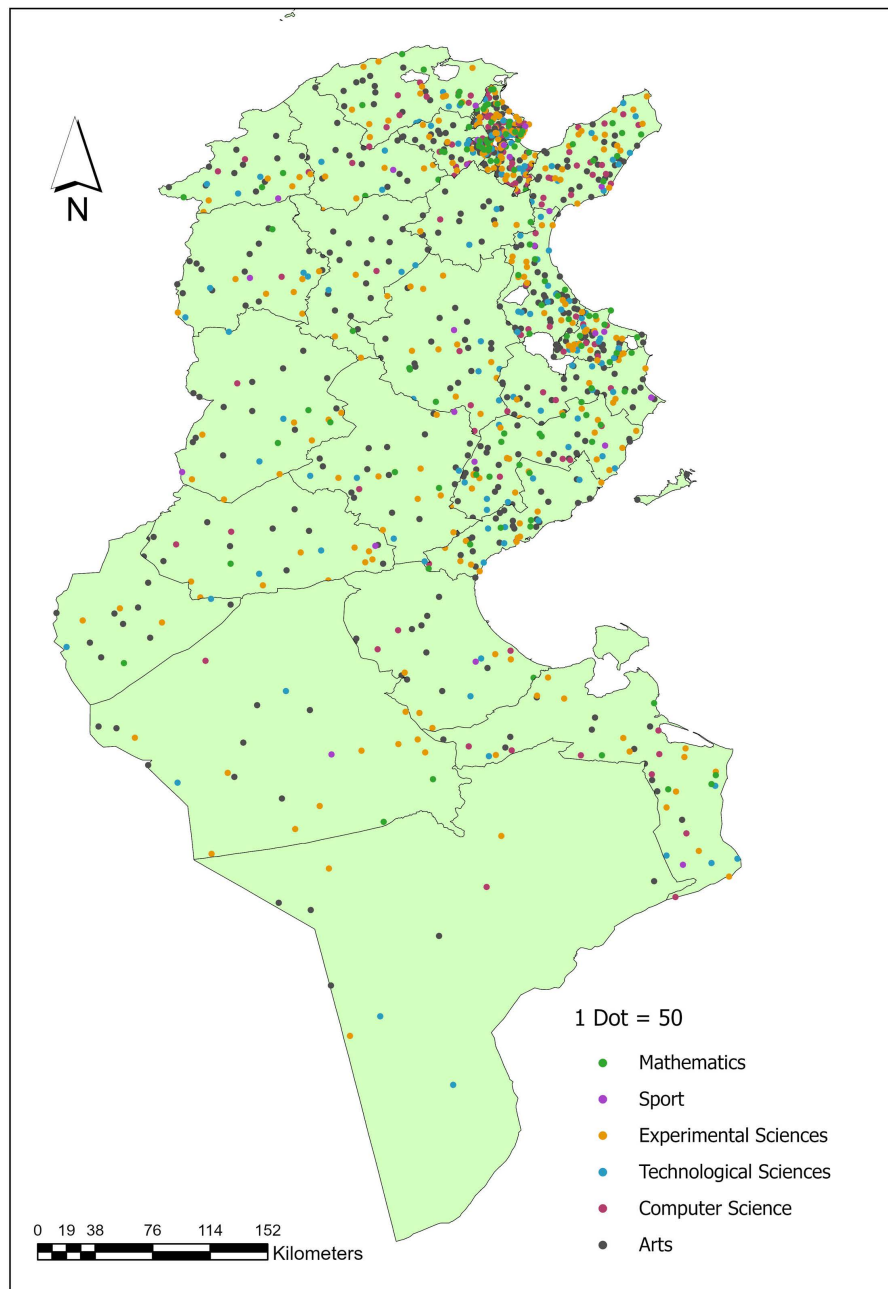 N
1 Dot = 50
Mathematics
Sport
Experimental Sciences
Technological Sciences
Computer Science
Arts
0 19 38 76 114 152
Kilometers